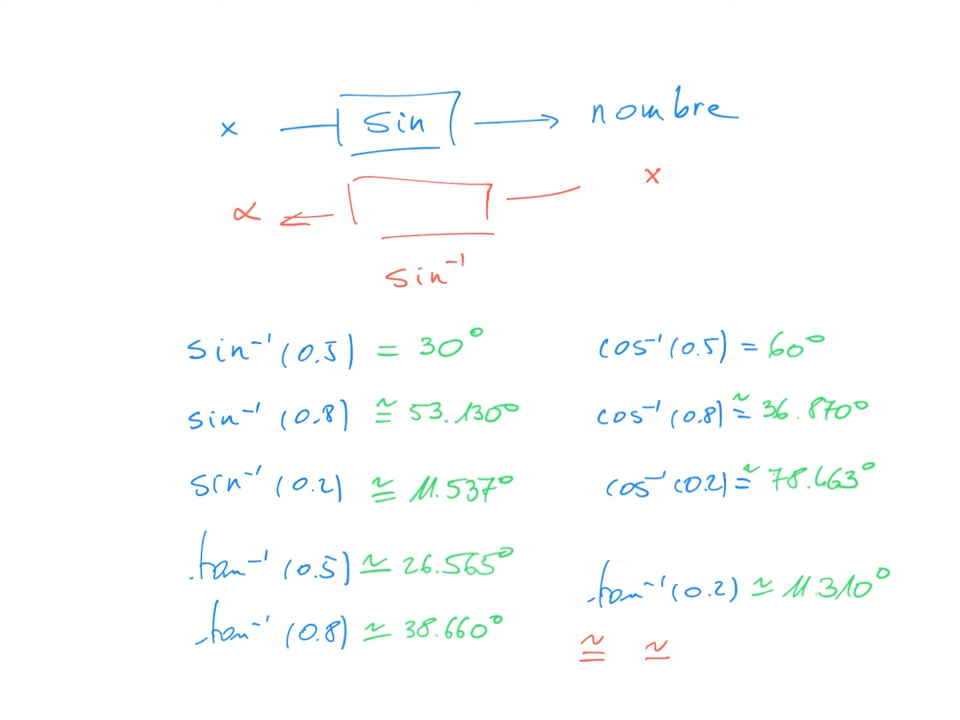 x sin nombre
α x
sin⁻¹
sin⁻¹ (0.5) = 30° cos⁻¹(0.5) = 60°
sin⁻¹ (0.8) ≅ 53.130° cos⁻¹ (0.8) ≅ 36.870°
sin⁻¹ (0.2) ≅ 11.537° cos⁻¹ (0.2) ≅ 78.463°
tan⁻¹ (0.5) ≃ 26.565°
tan⁻¹ (0.2) ≃ 11.310°
tan⁻¹ (0.8) ≃ 38.660°
≅ ≃